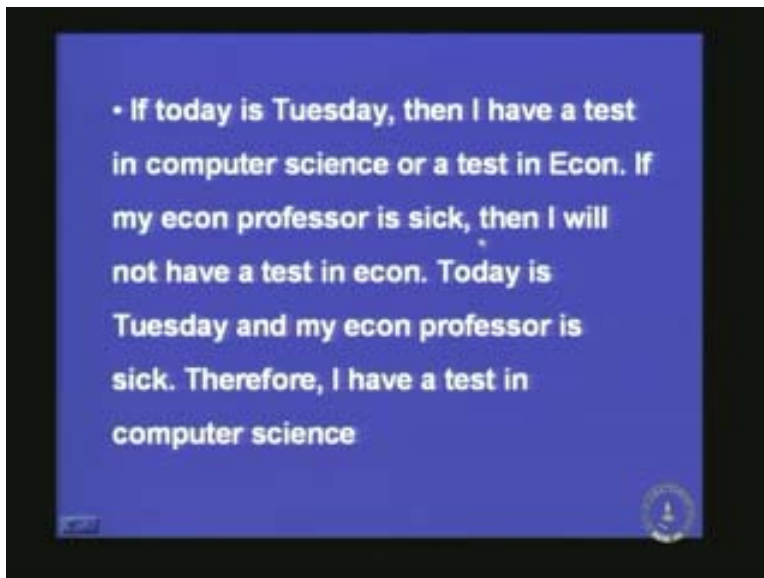 • If today is Tuesday, then I have a test
in computer science or a test in Econ. If
my econ professor is sick, then I will
not have a test in econ. Today is
Tuesday and my econ professor is
sick. Therefore, I have a test in
computer science